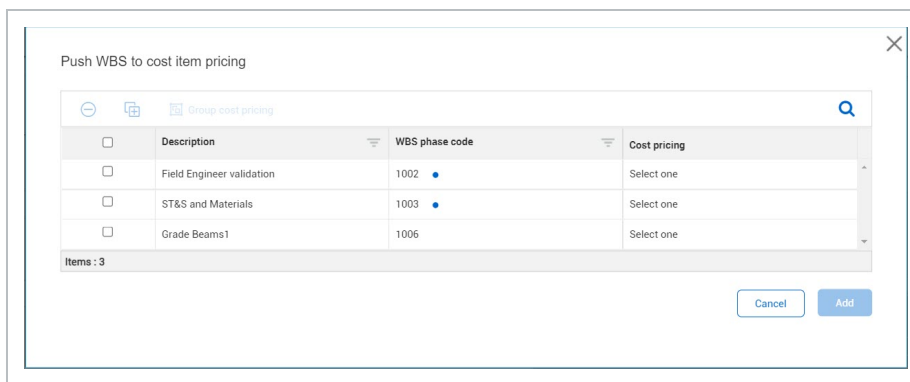 Push WBS to cost item pricing
Group cost pricing
Description WBS phase code Cost pricing
Field Engineer validation 1002 Select one
ST&S and Materials 1003 Select one
Grade Beams1 1006 Select one
Items : 3
Cancel Add